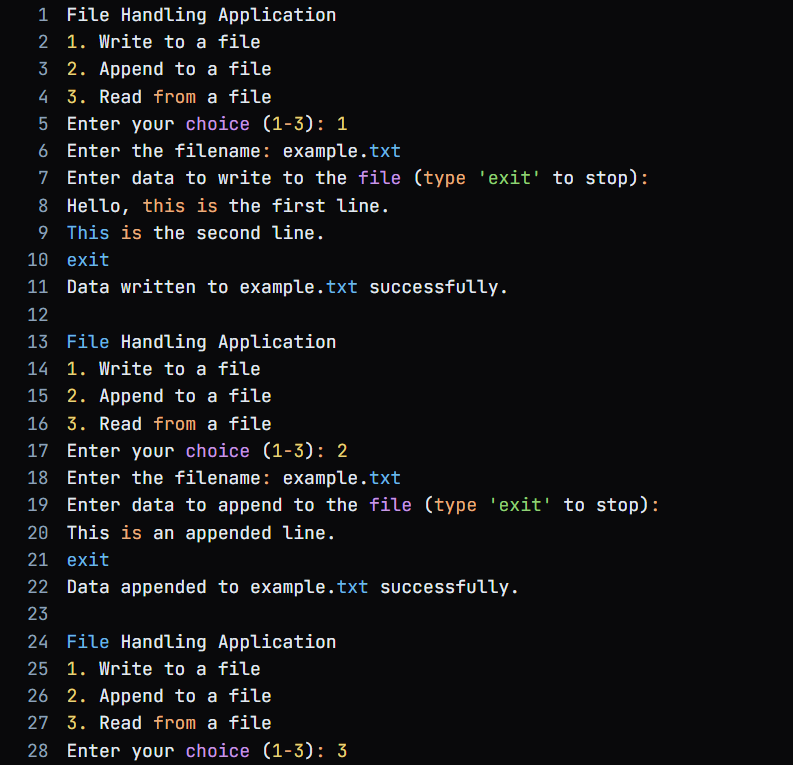 1 File Handling Application
2 1. Write to a file
3 2. Append to a file
4 3. Read from a file
5 Enter your choice (1-3): 1
6 Enter the filename: example.txt
7 Enter data to write to the file (type 'exit' to stop):
8 Hello, this is the first line.
9 This is the second line.
10 exit
11 Data written to example.txt successfully.
12
13 File Handling Application
14 1. Write to a file
15 2. Append to a file
16 3. Read from a file
17 Enter your choice (1-3): 2
18 Enter the filename: example.txt
19 Enter data to append to the file (type 'exit' to stop):
20 This is an appended line.
21 exit
22 Data appended to example.txt successfully.
23
24 File Handling Application
25 1. Write to a file
26 2. Append to a file
27 3. Read from a file
28 Enter your choice (1-3): 3